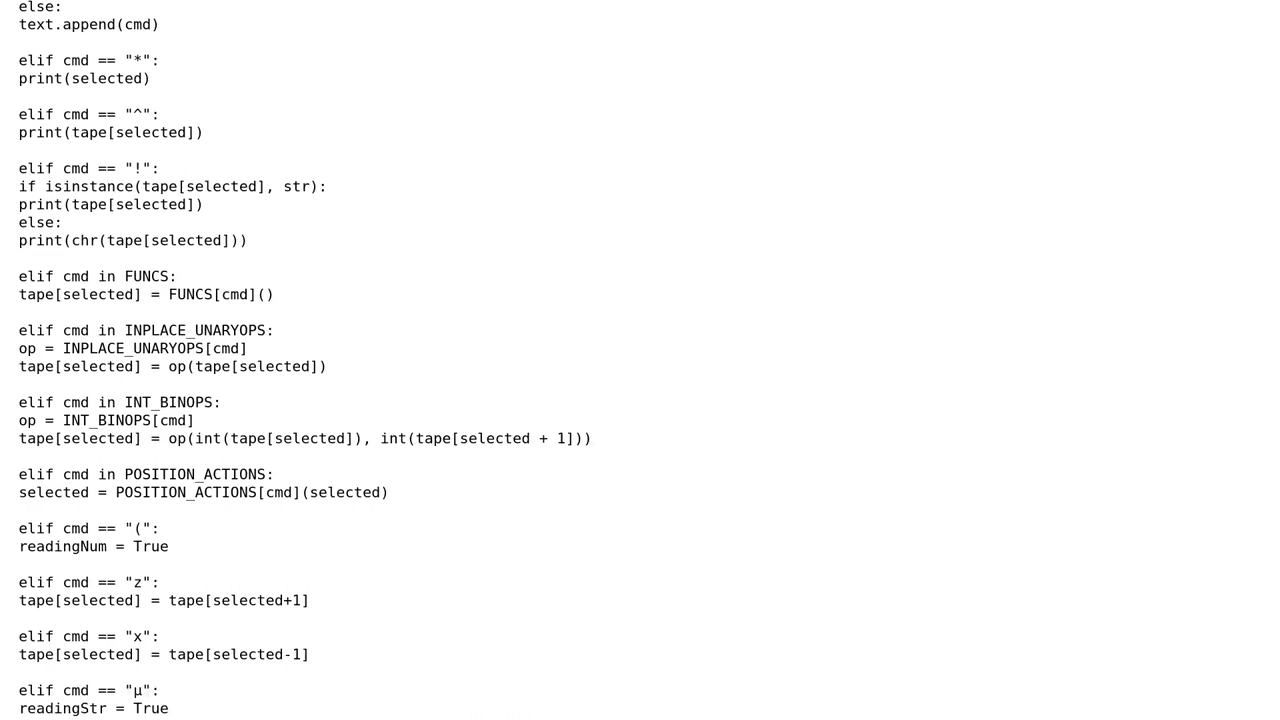 else:
text.append(cmd)
elif cmd == "*":
print(selected)
elif cmd == "^":
print(tape[selected])
elif cmd == "!":
if isinstance(tape[selected], str):
print(tape[selected])
else:
print(chr(tape[selected]))
elif cmd in FUNCS:
tape[selected] = FUNCS[cmd]()
elif cmd in INPLACE_UNARYOPS:
op = INPLACE_UNARYOPS[cmd]
tape[selected] = op(tape[selected])
elif cmd in INT_BINOPS:
op = INT_BINOPS[cmd]
tape[selected] = op(int(tape[selected]), int(tape[selected + 1]))
elif cmd in POSITION_ACTIONS:
selected = POSITION_ACTIONS[cmd](selected)
elif cmd == "(":
readingNum = True
elif cmd == "z":
tape[selected] = tape[selected+1]
elif cmd == "x":
tape[selected] = tape[selected-1]
elif cmd == "µ":
readingStr = True